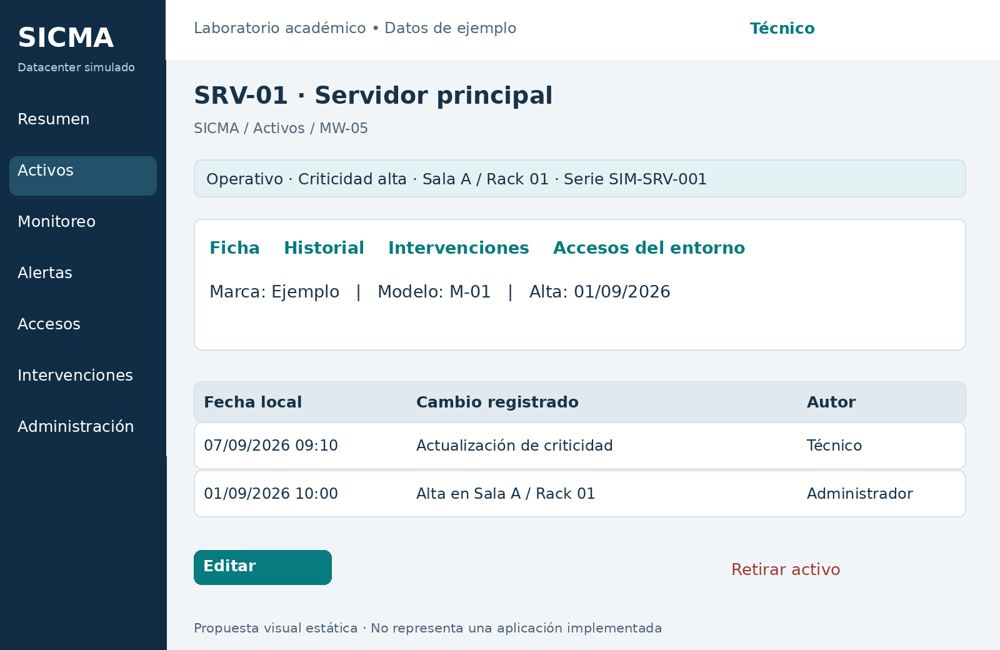 SICMA
Datacenter simulado
Resumen
Activos
Monitoreo
Alertas
Accesos
Intervenciones
Administración
Laboratorio académico • Datos de ejemplo
Técnico
SRV-01 · Servidor principal
SICMA / Activos / MW-05
Operativo · Criticidad alta · Sala A / Rack 01 · Serie SIM-SRV-001
Ficha Historial Intervenciones Accesos del entorno
Marca: Ejemplo | Modelo: M-01 | Alta: 01/09/2026
Fecha local Cambio registrado Autor
07/09/2026 09:10 Actualización de criticidad Técnico
01/09/2026 10:00 Alta en Sala A / Rack 01 Administrador
Editar
Retirar activo
Propuesta visual estática · No representa una aplicación implementada